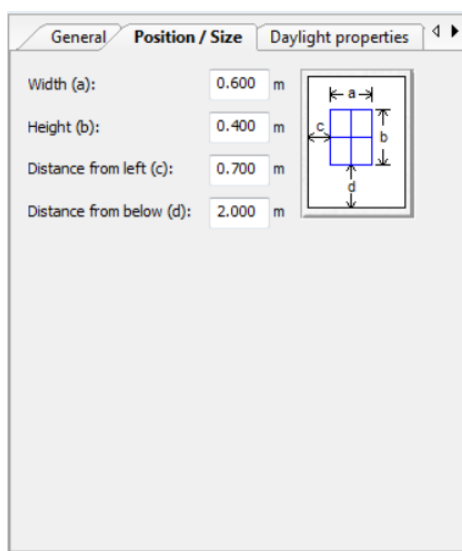 General Position / Size Daylight properties
Width (a): 0.600 m
Height (b): 0.400 m
Distance from left (c): 0.700 m
Distance from below (d): 2.000 m
a
c b
d